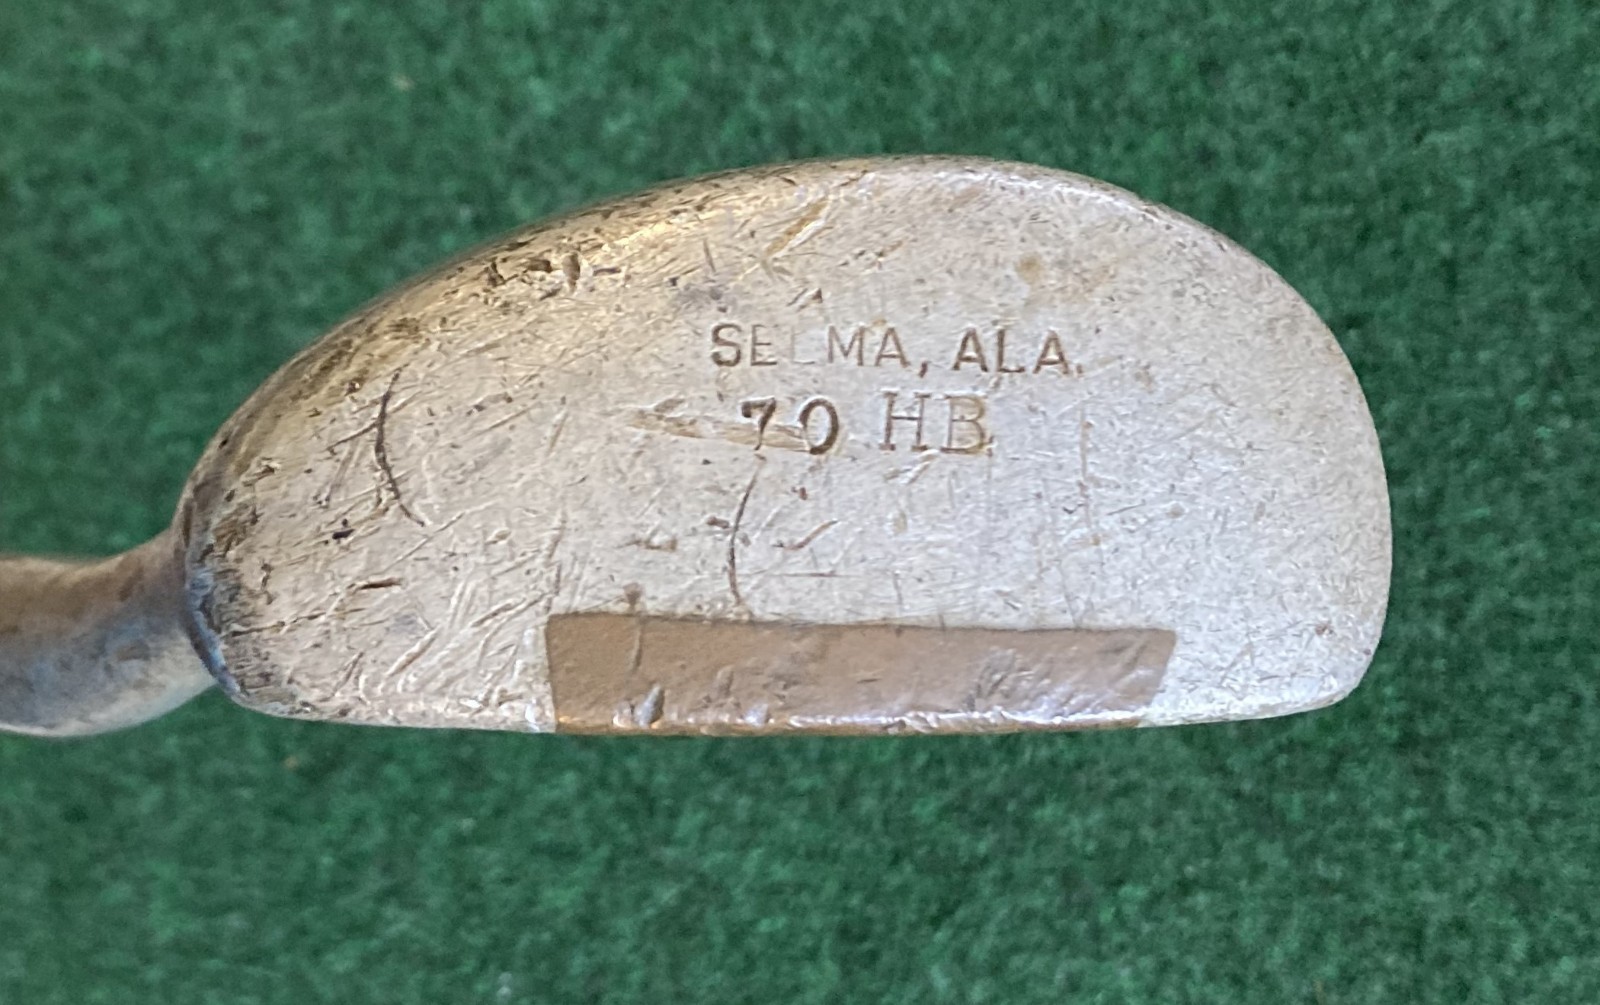 SELMA, ALA.
70 HB